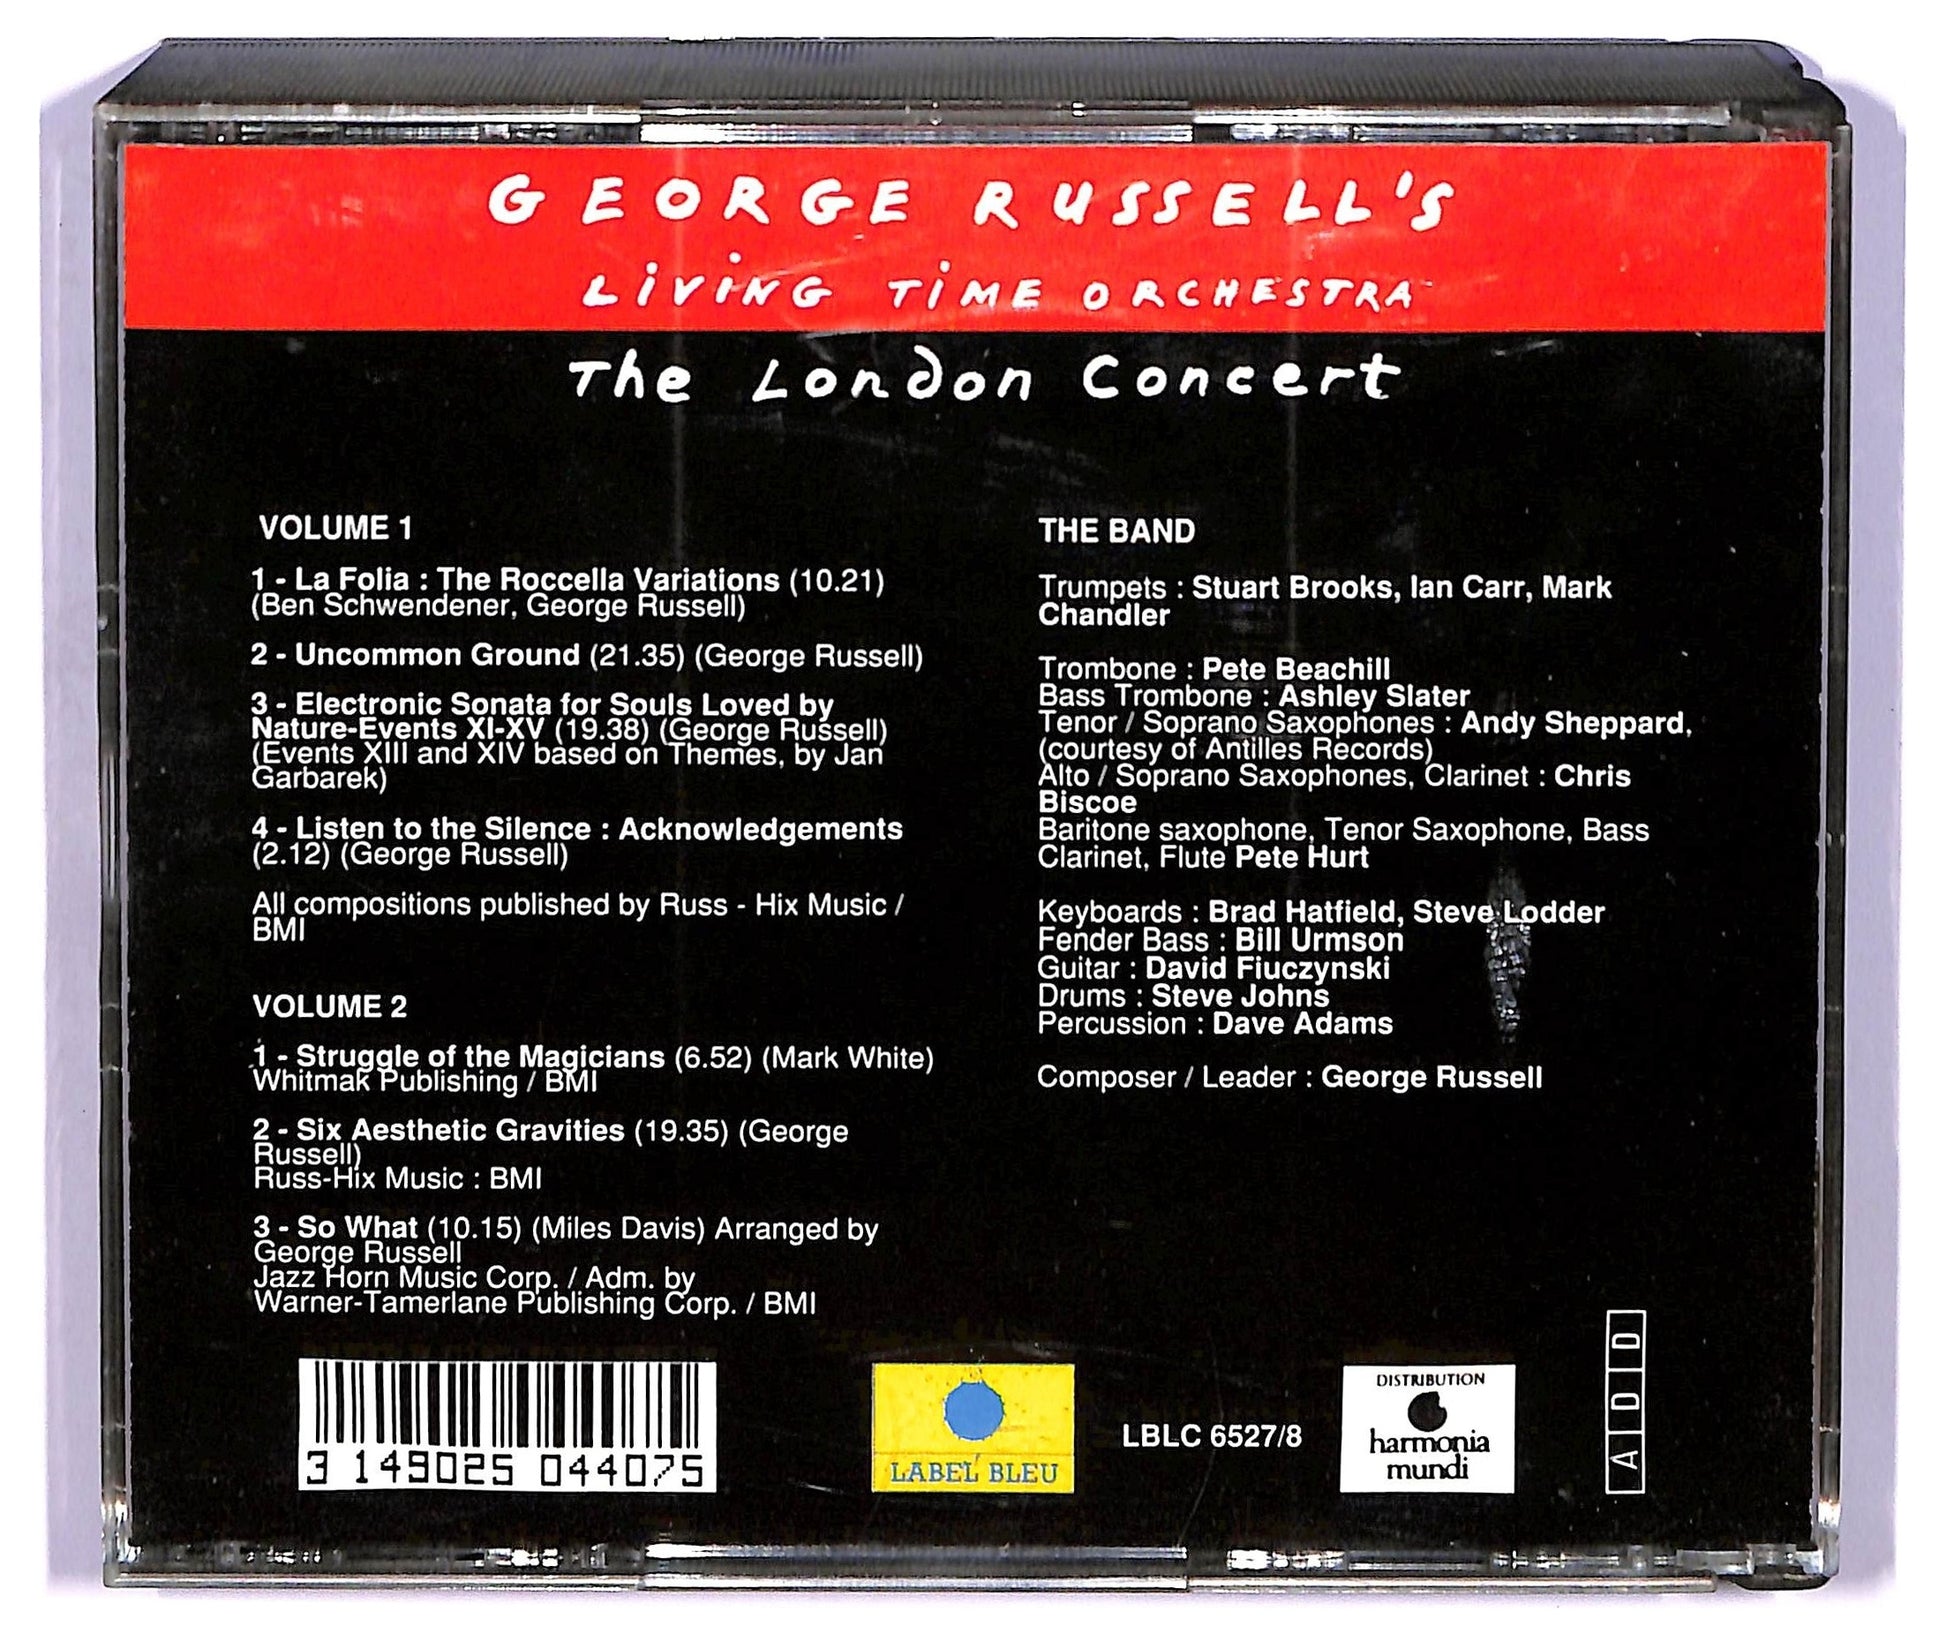 GEORGE RUSSELL'S
LiViNG TiME ORCHESTRA
The London Concert
VOLUME 1
1 - La Folia : The Roccella Variations (10.21)
(Ben Schwendener, George Russell)
2 - Uncommon Ground (21.35) (George Russell)
3 - Electronic Sonata for Souls Loved by
Nature-Events XI-XV (19.38) (George Russell)
(Events XIII and XIV based on Themes, by Jan
Garbarek)
4 - Listen to the Silence : Acknowledgements
(2.12) (George Russell)
All compositions published by Russ - Hix Music /
BMI
VOLUME 2
1 - Struggle of the Magicians (6.52) (Mark White)
Whitmak Publishing / BMI
2 - Six Aesthetic Gravities (19.35) (George
Russell)
Russ-Hix Music : BMI
3 - So What (10.15) (Miles Davis) Arranged by
George Russell
Jazz Horn Music Corp. / Adm. by
Warner-Tamerlane Publishing Corp. / BMI
THE BAND
Trumpets : Stuart Brooks, Ian Carr, Mark
Chandler
Trombone : Pete Beachill
Bass Trombone : Ashley Slater
Tenor / Soprano Saxophones : Andy Sheppard,
(courtesy of Antilles Records)
Alto / Soprano Saxophones, Clarinet : Chris
Biscoe
Baritone saxophone, Tenor Saxophone, Bass
Clarinet, Flute Pete Hurt
Keyboards : Brad Hatfield, Steve Lodder
Fender Bass : Bill Urmson
Guitar : David Fiuczynski
Drums : Steve Johns
Percussion : Dave Adams
Composer / Leader : George Russell
3 149025 044075
LABEL BLEU
LBLC 6527/8
DISTRIBUTION
harmonia
mundi
ADD